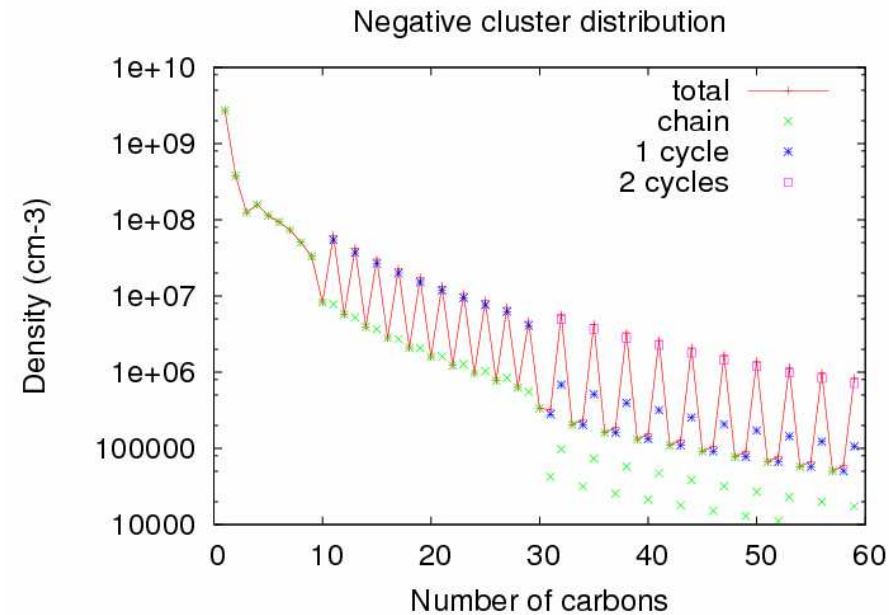 Negative cluster distribution
1e+10
1e+09
1e+08
1e+07
1e+06
100000
10000
Density (cm-3)
total
chain
1 cycle
2 cycles
0 10 20 30 40 50 60
Number of carbons